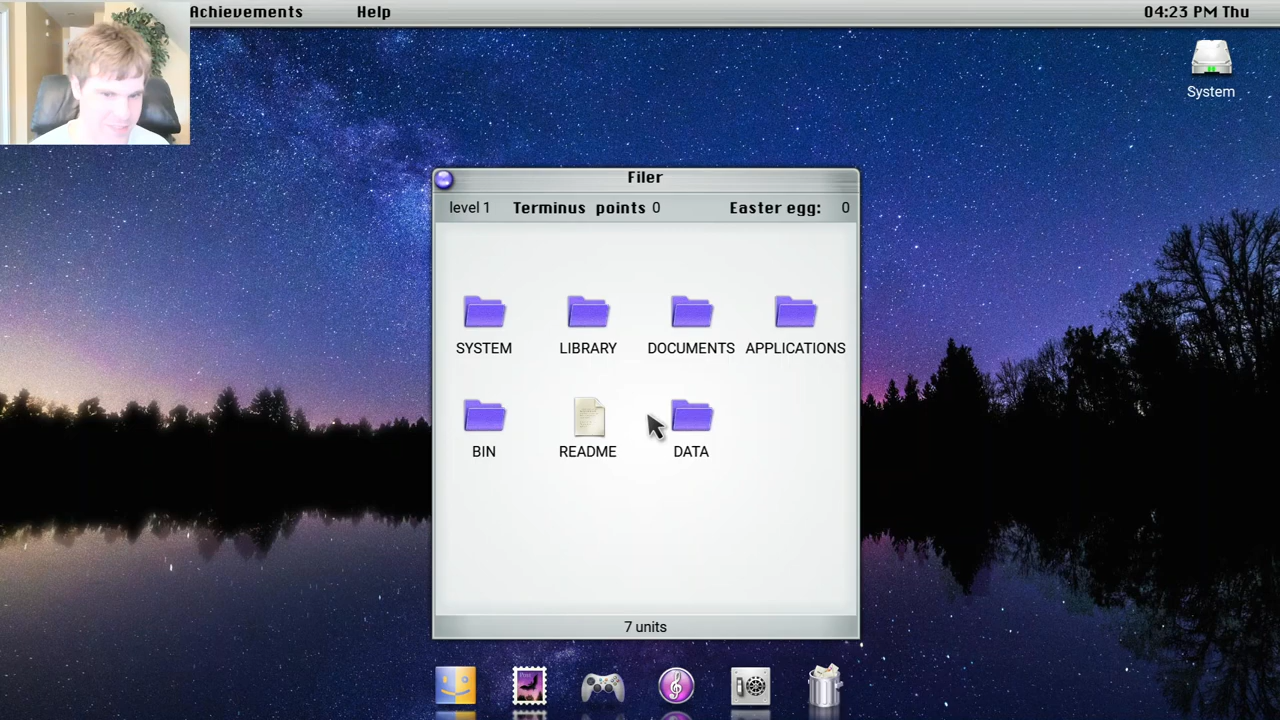 Achievements Help 04:23 PM Thu
System
Filer
level 1 Terminus points 0 Easter egg: 0
SYSTEM LIBRARY DOCUMENTS APPLICATIONS
BIN README DATA
7 units